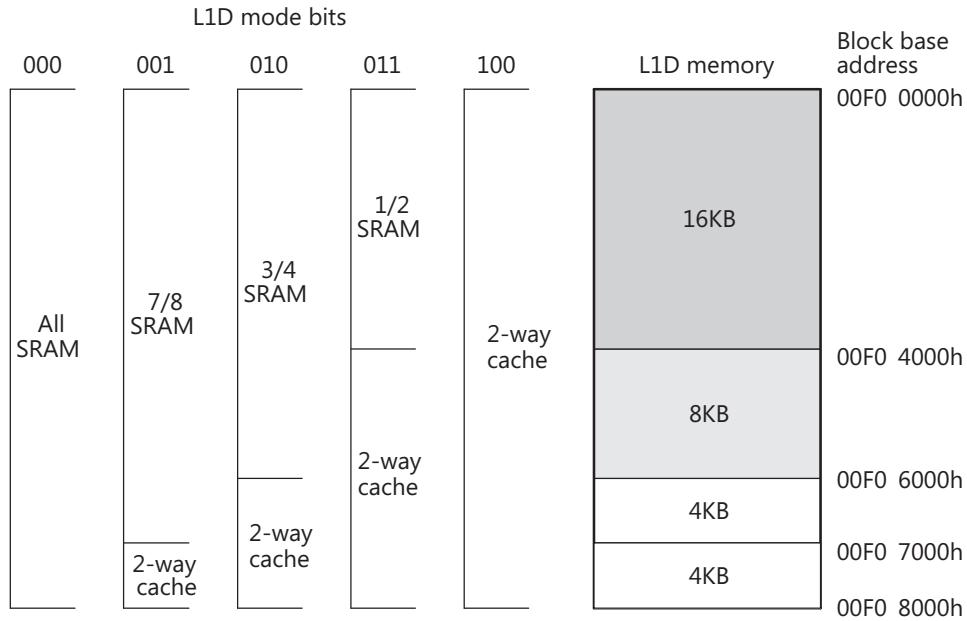 L1D mode bits
000 001 010 011 100 L1D memory Block base
address
00F0 0000h
1/2
SRAM
16KB
3/4
SRAM
7/8
SRAM
All
SRAM
2-way
cache
00F0 4000h
8KB
2-way
cache
00F0 6000h
4KB
2-way
cache
00F0 7000h
2-way
cache
4KB
00F0 8000h